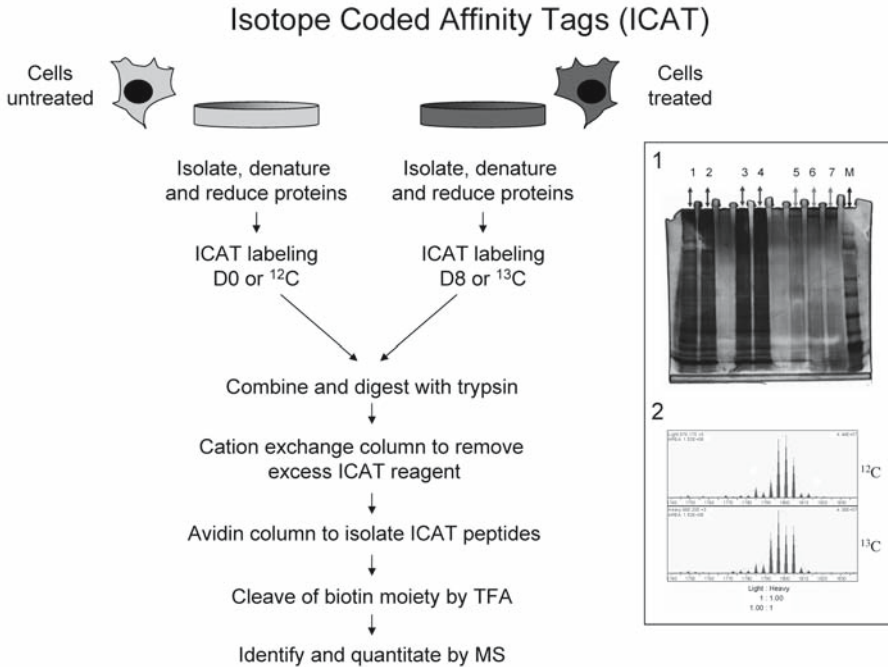 Isotope Coded Affinity Tags (ICAT)
Cells
untreated
Cells
treated
Isolate, denature
and reduce proteins
Isolate, denature
and reduce proteins
ICAT labeling
D0 or ¹²C
ICAT labeling
D8 or ¹³C
Combine and digest with trypsin
Cation exchange column to remove
excess ICAT reagent
Avidin column to isolate ICAT peptides
Cleave of biotin moiety by TFA
Identify and quantitate by MS
1
1 2 3 4 5 6 7 M
2
¹²C
¹³C
Light : Heavy
1 : 1.00
1.00 : 1